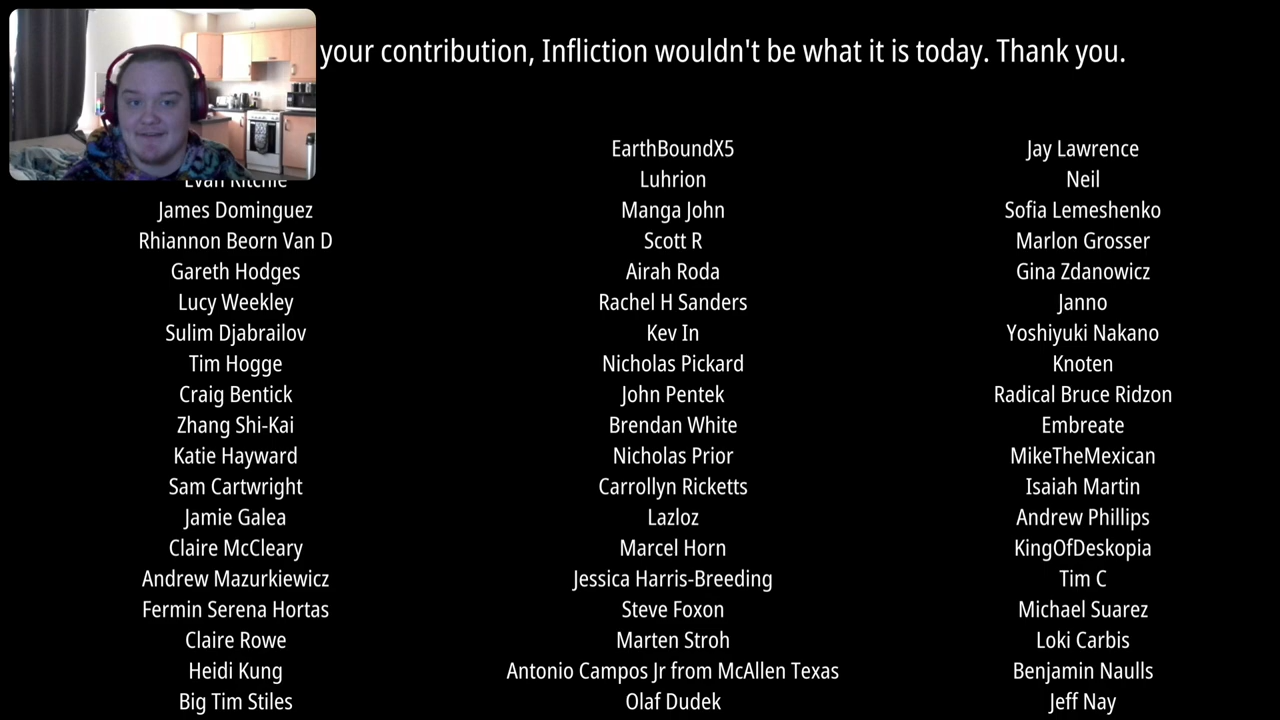 your contribution, Infliction wouldn't be what it is today. Thank you.
EarthBoundX5 Jay Lawrence
Evan Ritchie Luhrion Neil
James Dominguez Manga John Sofia Lemeshenko
Rhiannon Beorn Van D Scott R Marlon Grosser
Gareth Hodges Airah Roda Gina Zdanowicz
Lucy Weekley Rachel H Sanders Janno
Sulim Djabrailov Kev In Yoshiyuki Nakano
Tim Hogge Nicholas Pickard Knoten
Craig Bentick John Pentek Radical Bruce Ridzon
Zhang Shi-Kai Brendan White Embreate
Katie Hayward Nicholas Prior MikeTheMexican
Sam Cartwright Carrollyn Ricketts Isaiah Martin
Jamie Galea Lazloz Andrew Phillips
Claire McCleary Marcel Horn KingOfDeskopia
Andrew Mazurkiewicz Jessica Harris-Breeding Tim C
Fermin Serena Hortas Steve Foxon Michael Suarez
Claire Rowe Marten Stroh Loki Carbis
Heidi Kung Antonio Campos Jr from McAllen Texas Benjamin Naulls
Big Tim Stiles Olaf Dudek Jeff Nay